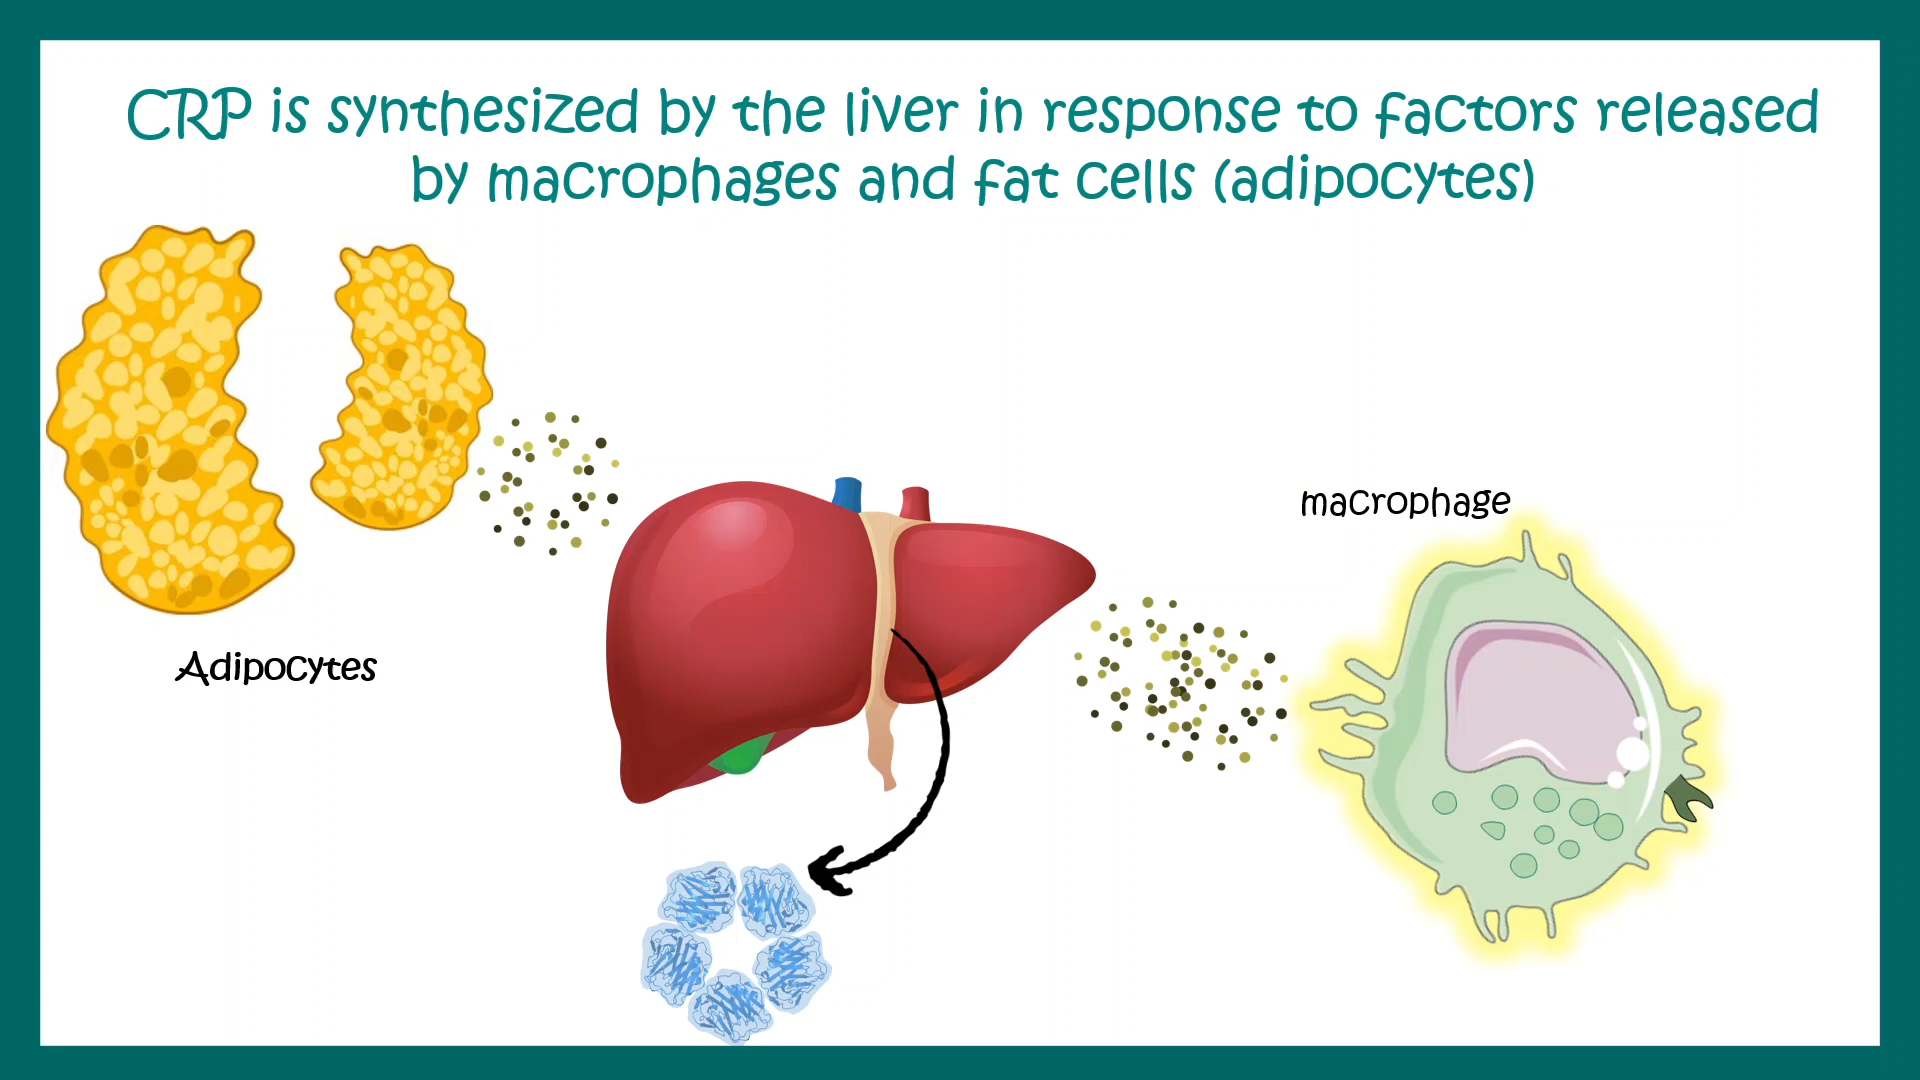 CRP is synthesized by the liver in response to factors released
by macrophages and fat cells (adipocytes)
macrophage
Adipocytes